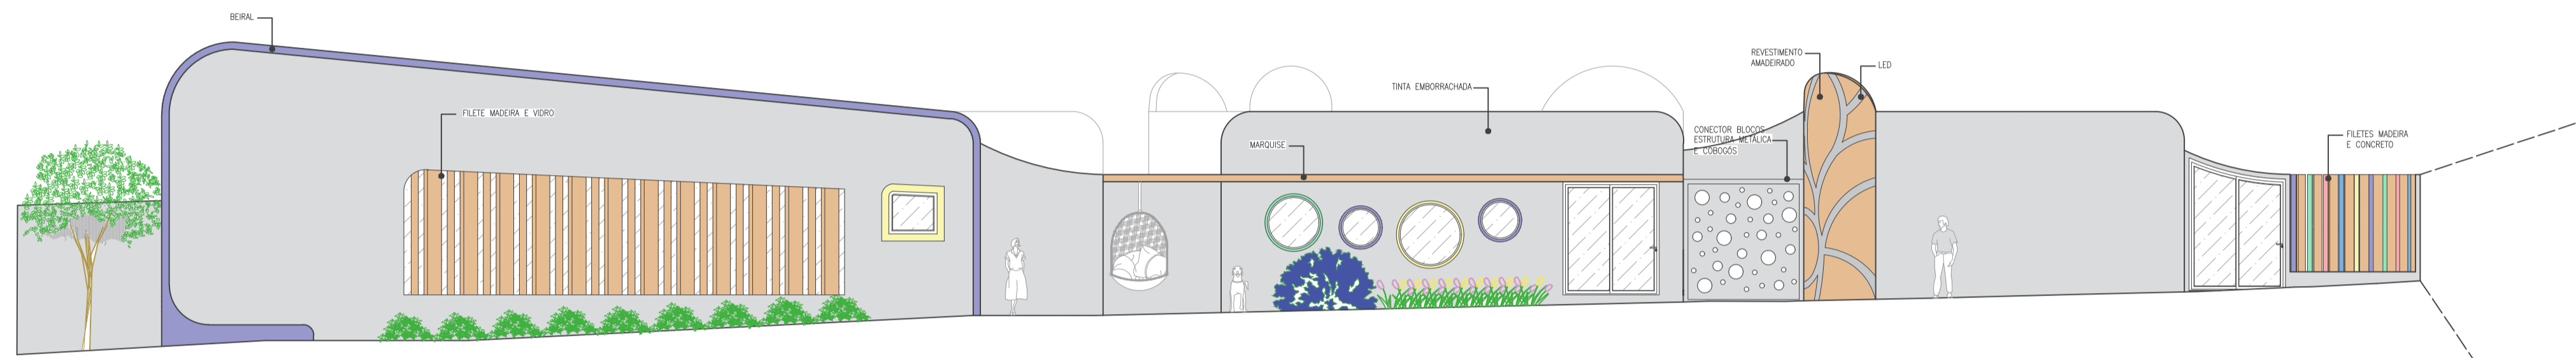 BEIRAL
FILETE MADEIRA E VIDRO
MARQUISE
TINTA EMBORRACHADA
CONECTOR BLOCOS
ESTRUTURA METÁLICA
E COBOGÓS
REVESTIMENTO
AMADEIRADO
LED
FILETES MADEIRA
E CONCRETO